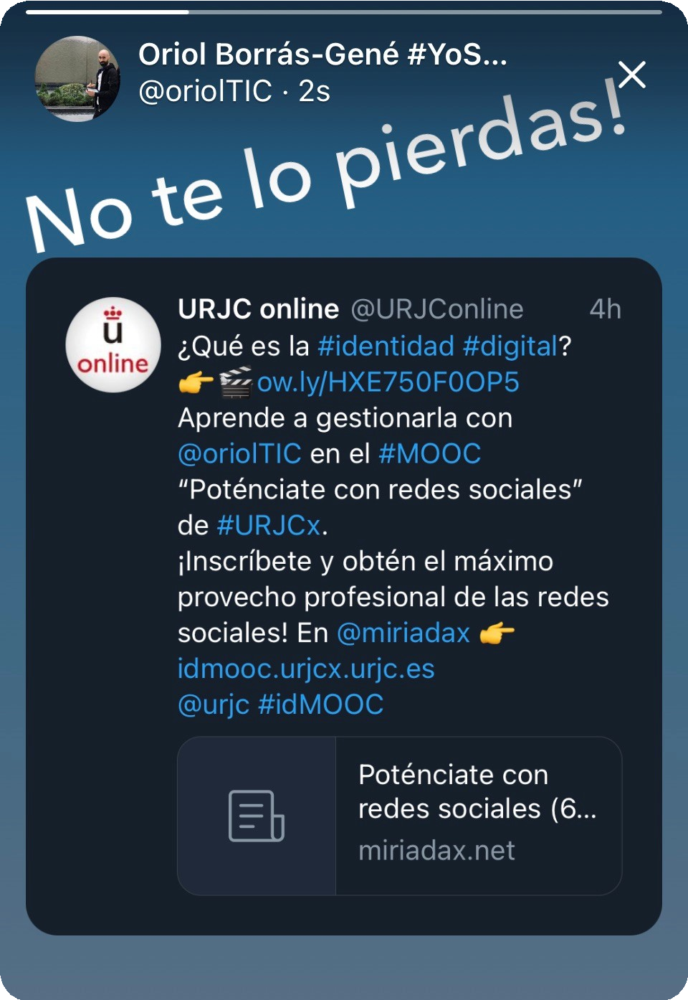 Oriol Borrás-Gené #YoS...
@oriolTIC · 2s
No te lo pierdas!
u
online
URJC online @URJConline 4h
¿Qué es la #identidad #digital?
👉🎬ow.ly/HXE750F0OP5
Aprende a gestionarla con
@oriolTIC en el #MOOC
“Poténciate con redes sociales”
de #URJCx.
¡Inscríbete y obtén el máximo
provecho profesional de las redes
sociales! En @miriadax 👉
idmooc.urjcx.urjc.es
@urjc #idMOOC
Poténciate con
redes sociales (6...
miriadax.net